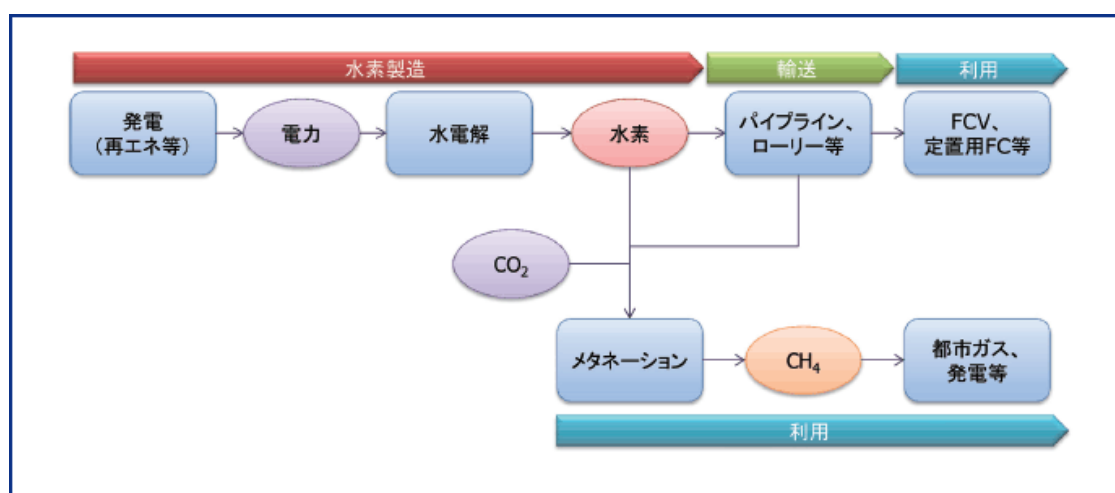 水素製造
輸送
利用
発電
(再エネ等)
電力
水電解
水素
パイプライン、
ローリー等
FCV、
定置用FC等
CO₂
メタネーション
CH₄
都市ガス、
発電等
利用